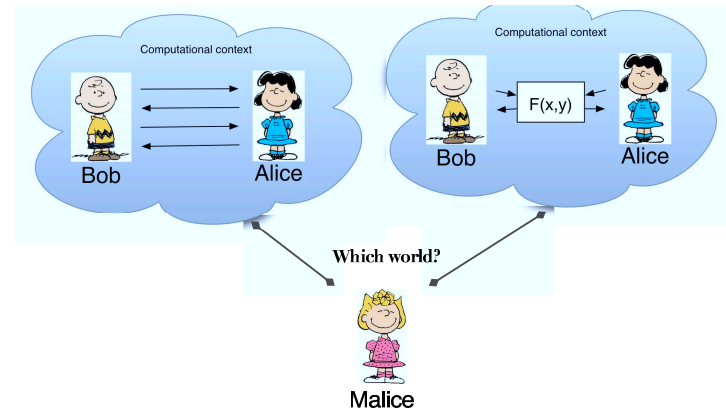 Computational context
Bob
Alice
Computational context
F(x,y)
Bob
Alice
Which world?
Malice